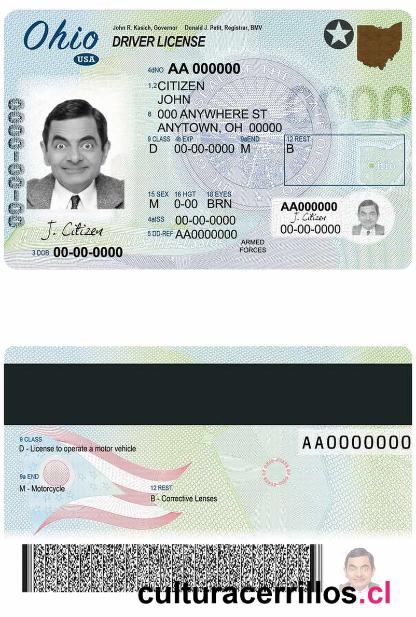 Ohio
USA
John R. Kasich, Governor Donald J. Petit, Registrar, BMV
DRIVER LICENSE
4dNO AA 000000
1,2 CITIZEN
JOHN
8 000 ANYWHERE ST
ANYTOWN, OH 00000
9 CLASS 4b EXP 9aEND 12 REST
D 00-00-0000 M B
15 SEX 16 HGT 18 EYES
M 0-00 BRN
4aISS 00-00-0000
5 DD-REF AA0000000
ARMED
FORCES
J. Citizen
3 DOB 00-00-0000
AA000000
J. Citizen
00-00-0000
AA0000000
9 CLASS
D - License to operate a motor vehicle
9a END
M - Motorcycle
12 REST
B - Corrective Lenses
culturacerrillos.cl